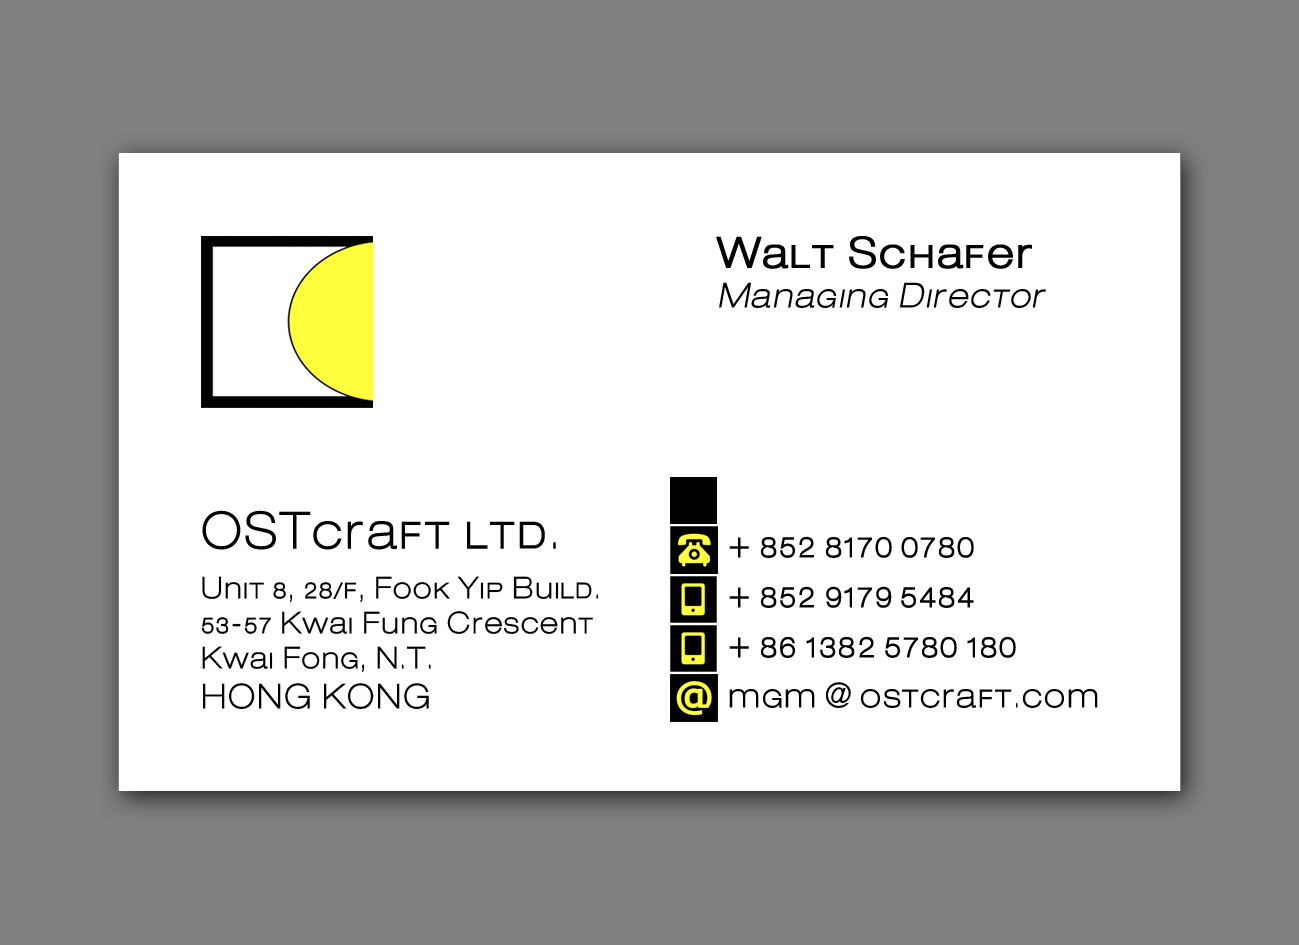 Walt Schafer
Managing Director
OSTcraft LTD.
Unit 8, 28/F, Fook Yip Build.
53-57 Kwai Fung Crescent
Kwai Fong, N.T.
HONG KONG
+ 852 8170 0780
+ 852 9179 5484
+ 86 1382 5780 180
@ mgm @ ostcraft.com